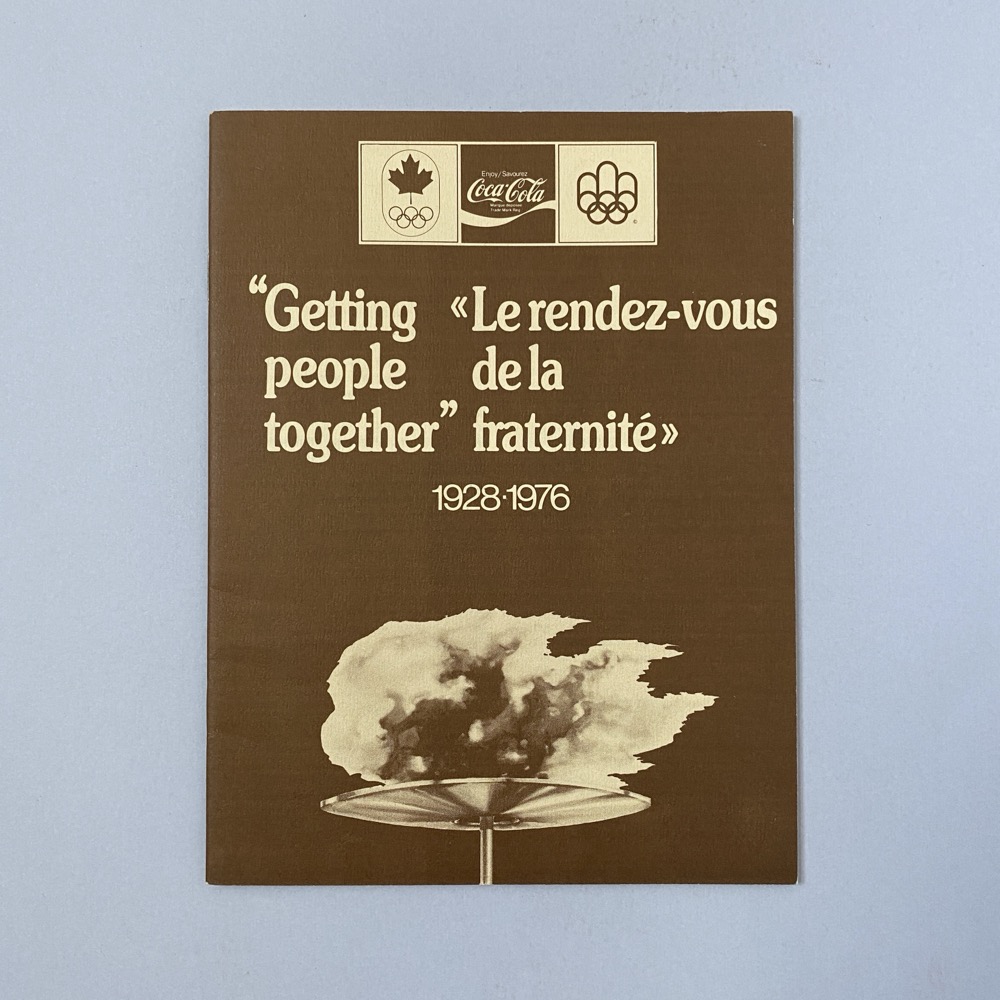 Enjoy/Savourez
Coca-Cola
Marque déposée
Trade Mark Reg.
©
“Getting
people
together”
«Le rendez-vous
de la
fraternité»
1928·1976